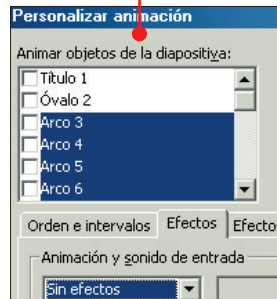 Personalizar animación
Animar objetos de la diapositiva:
Título 1
Óvalo 2
Arco 3
Arco 4
Arco 5
Arco 6
Orden e intervalos Efectos Efecto
Animación y sonido de entrada
Sin efectos